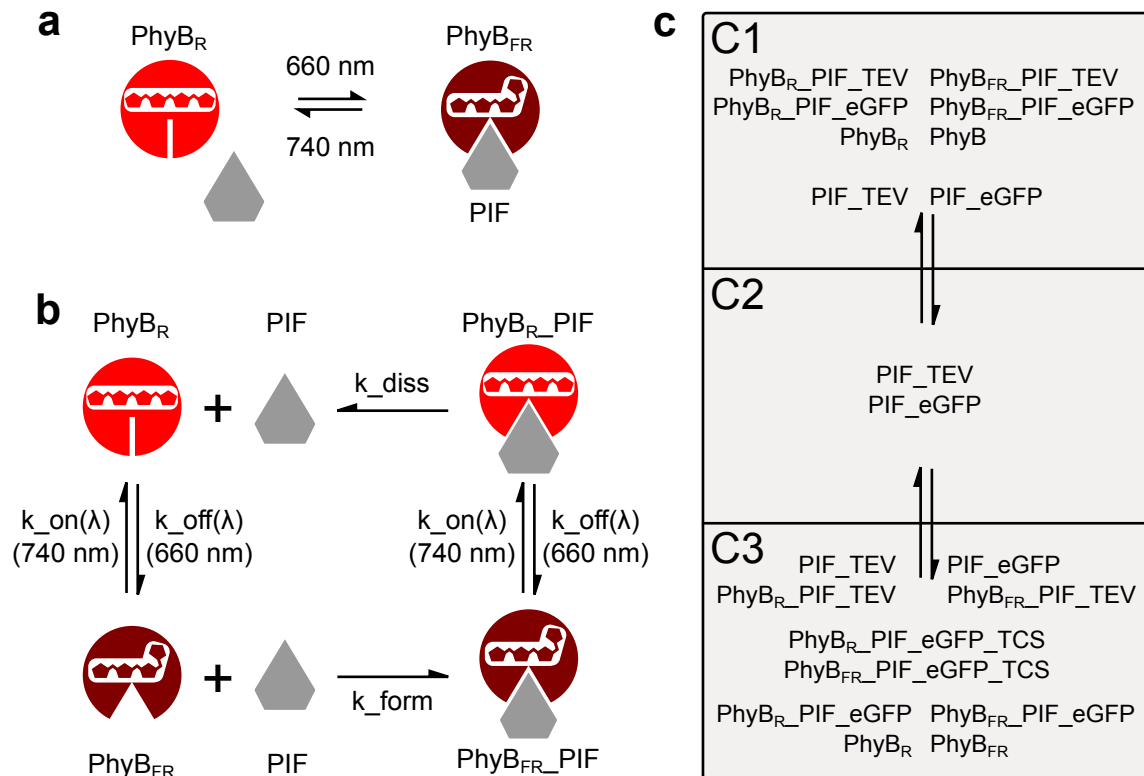 a
PhyB_R
PhyB_FR
660 nm
740 nm
PIF
b
PhyB_R
PIF
PhyB_R_PIF
k_diss
k_on(λ)
(740 nm)
k_off(λ)
(660 nm)
k_on(λ)
(740 nm)
k_off(λ)
(660 nm)
k_form
PhyB_FR
PIF
PhyB_FR_PIF
c
C1
PhyB_R_PIF_TEV PhyB_FR_PIF_TEV
PhyB_R_PIF_eGFP PhyB_FR_PIF_eGFP
PhyB_R PhyB
PIF_TEV PIF_eGFP
C2
PIF_TEV
PIF_eGFP
C3
PIF_TEV PIF_eGFP
PhyB_R_PIF_TEV PhyB_FR_PIF_TEV
PhyB_R_PIF_eGFP_TCS
PhyB_FR_PIF_eGFP_TCS
PhyB_R_PIF_eGFP PhyB_FR_PIF_eGFP
PhyB_R PhyB_FR